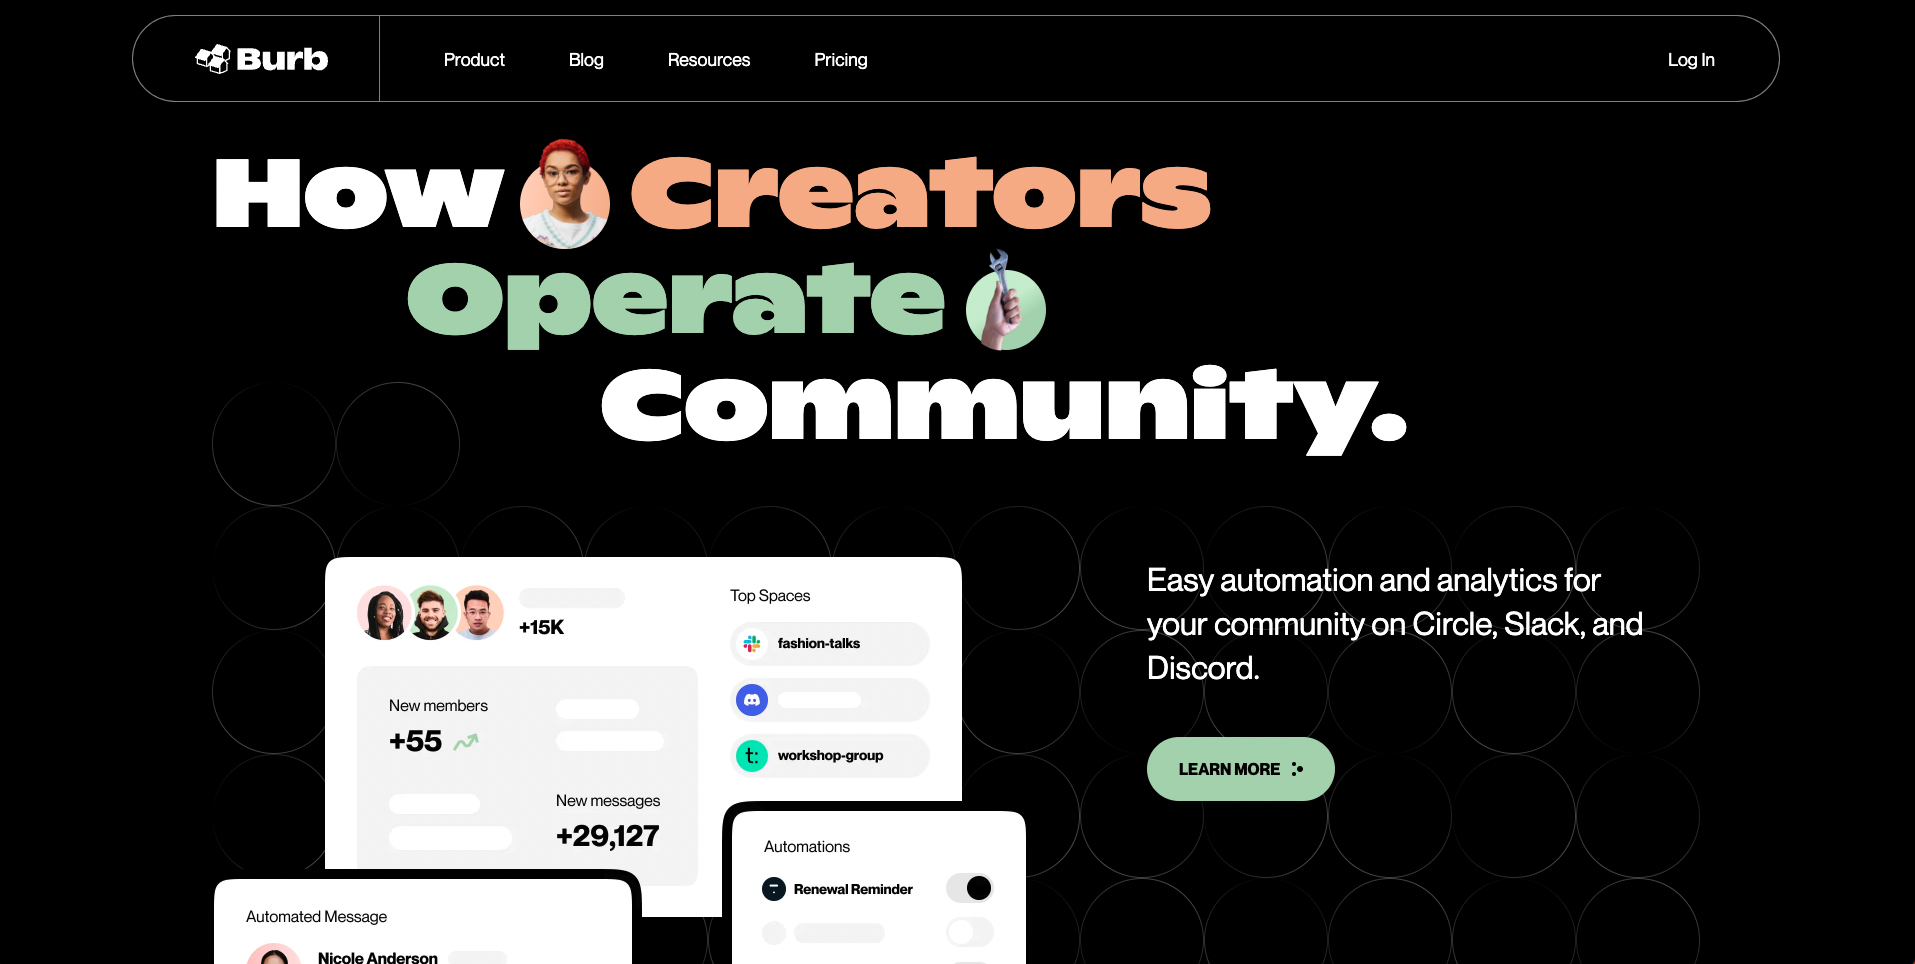 Burb
Product
Blog
Resources
Pricing
Log In
How Creators
Operate
Community.
+15K
Top Spaces
fashion-talks
workshop-group
New members
+55
New messages
+29,127
Automations
Renewal Reminder
Automated Message
Nicole Anderson
Easy automation and analytics for
your community on Circle, Slack, and
Discord.
LEARN MORE